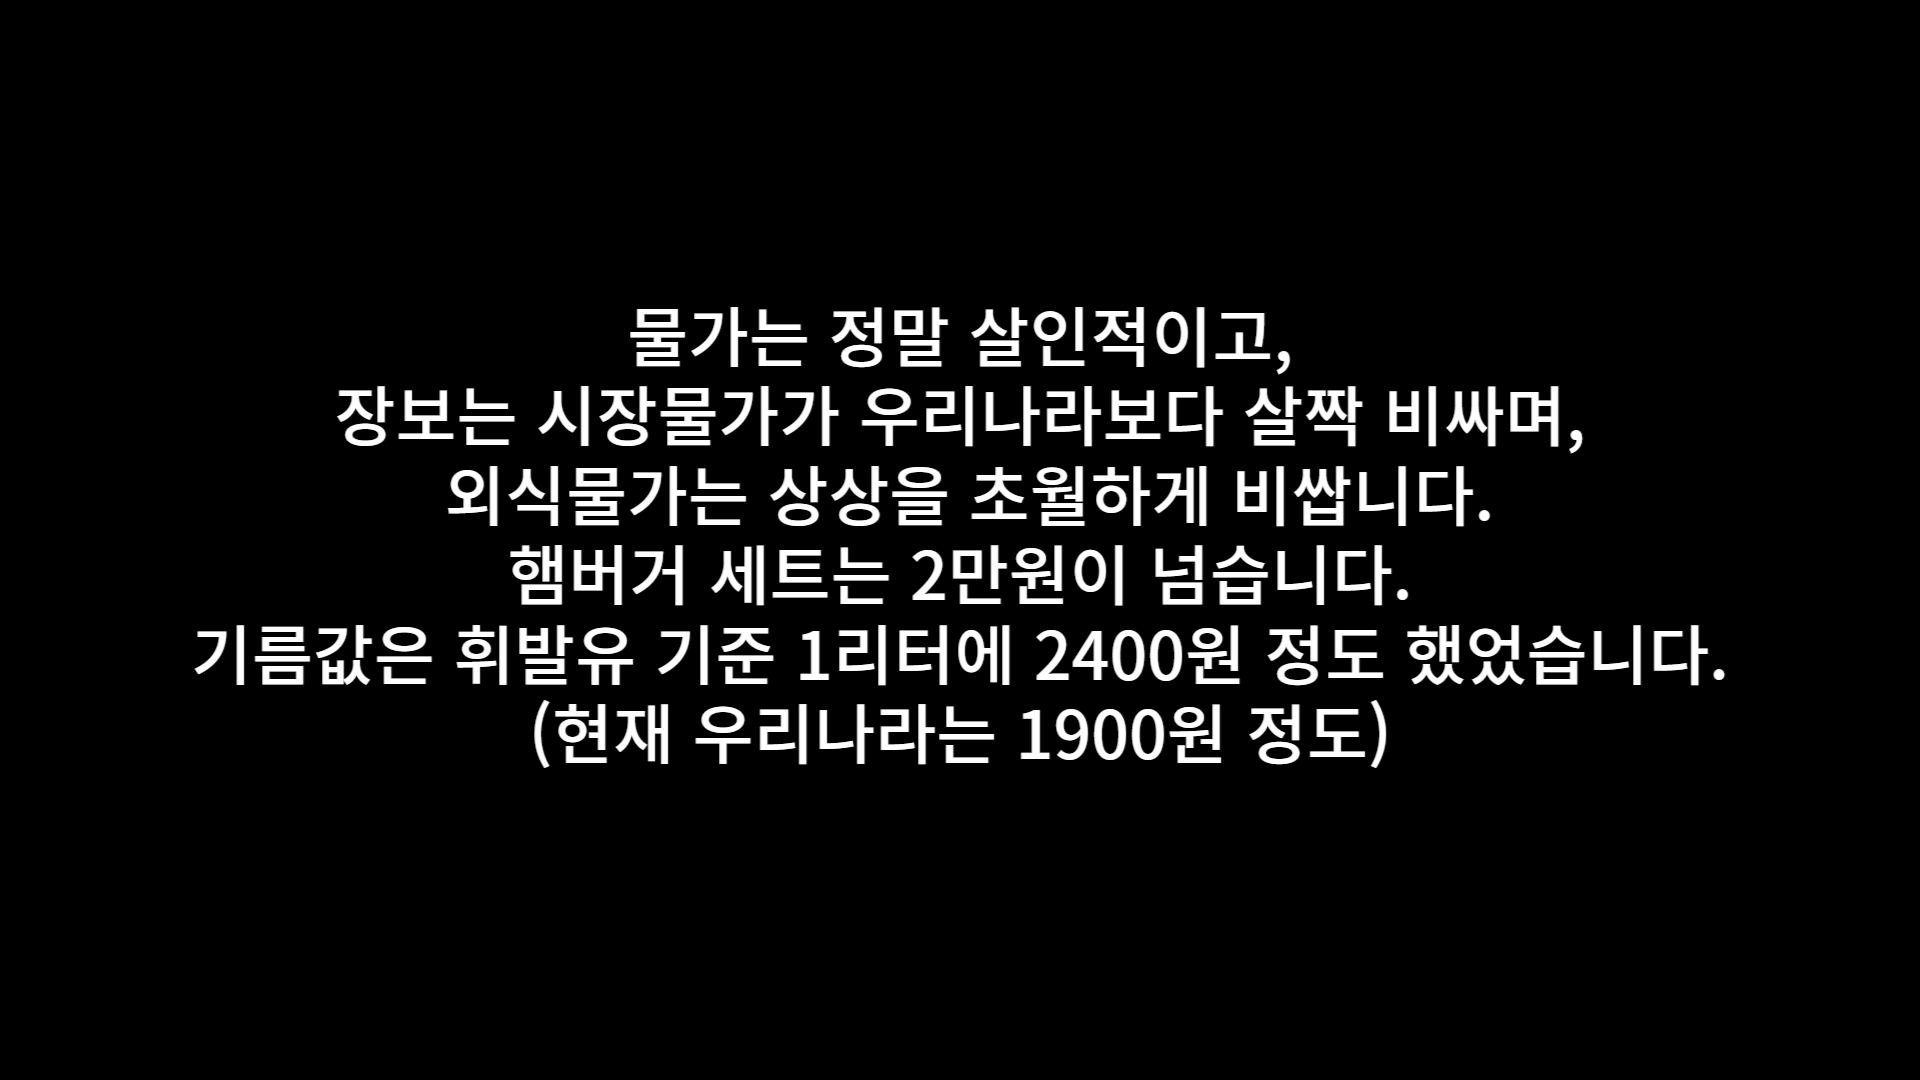 물가는 정말 살인적이고,
장보는 시장물가가 우리나라보다 살짝 비싸며,
외식물가는 상상을 초월하게 비쌉니다.
햄버거 세트는 2만원이 넘습니다.
기름값은 휘발유 기준 1리터에 2400원 정도 했었습니다.
(현재 우리나라는 1900원 정도)